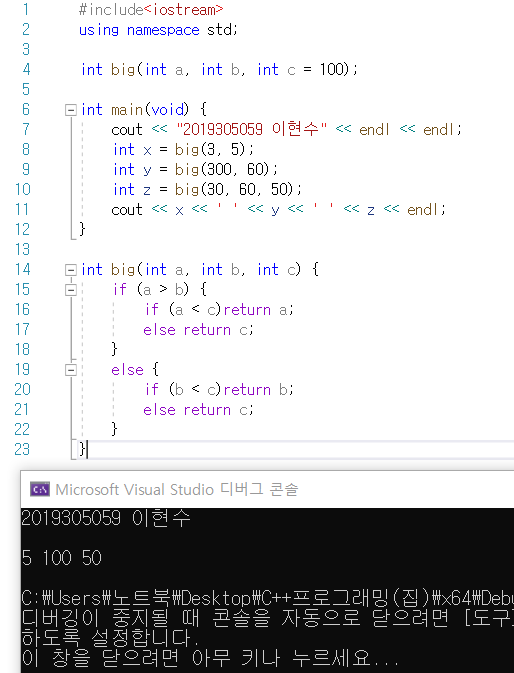 1 #include<iostream>
2 using namespace std;
3
4 int big(int a, int b, int c = 100);
5
6 int main(void) {
7 cout << "2019305059 이현수" << endl << endl;
8 int x = big(3, 5);
9 int y = big(300, 60);
10 int z = big(30, 60, 50);
11 cout << x << ' ' << y << ' ' << z << endl;
12 }
13
14 int big(int a, int b, int c) {
15 if (a > b) {
16 if (a < c)return a;
17 else return c;
18 }
19 else {
20 if (b < c)return b;
21 else return c;
22 }
23 }
Microsoft Visual Studio 디버그 콘솔
2019305059 이현수
5 100 50
C:₩Users₩노트북₩Desktop₩C++프로그래밍(집)₩x64₩Debu
디버깅이 중지될 때 콘솔을 자동으로 닫으려면 [도구]
하도록 설정합니다.
이 창을 닫으려면 아무 키나 누르세요...